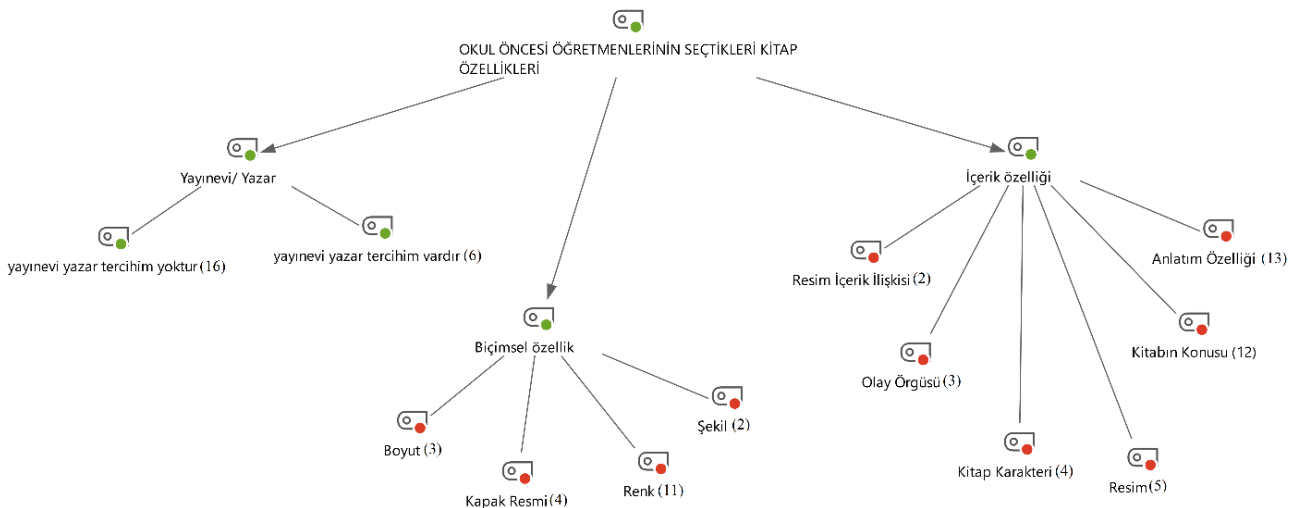 OKUL ÖNCESİ ÖĞRETMENLERİNİN SEÇTİKLERİ KİTAP
ÖZELLİKLERİ
Yayınevi/ Yazar
yayınevi yazar tercihim yoktur (16)
yayınevi yazar tercihim vardır (6)
Biçimsel özellik
Boyut (3)
Kapak Resmi (4)
Renk (11)
Şekil (2)
İçerik özelliği
Resim İçerik İlişkisi (2)
Olay Örgüsü (3)
Kitap Karakteri (4)
Resim (5)
Kitabın Konusu (12)
Anlatım Özelliği (13)